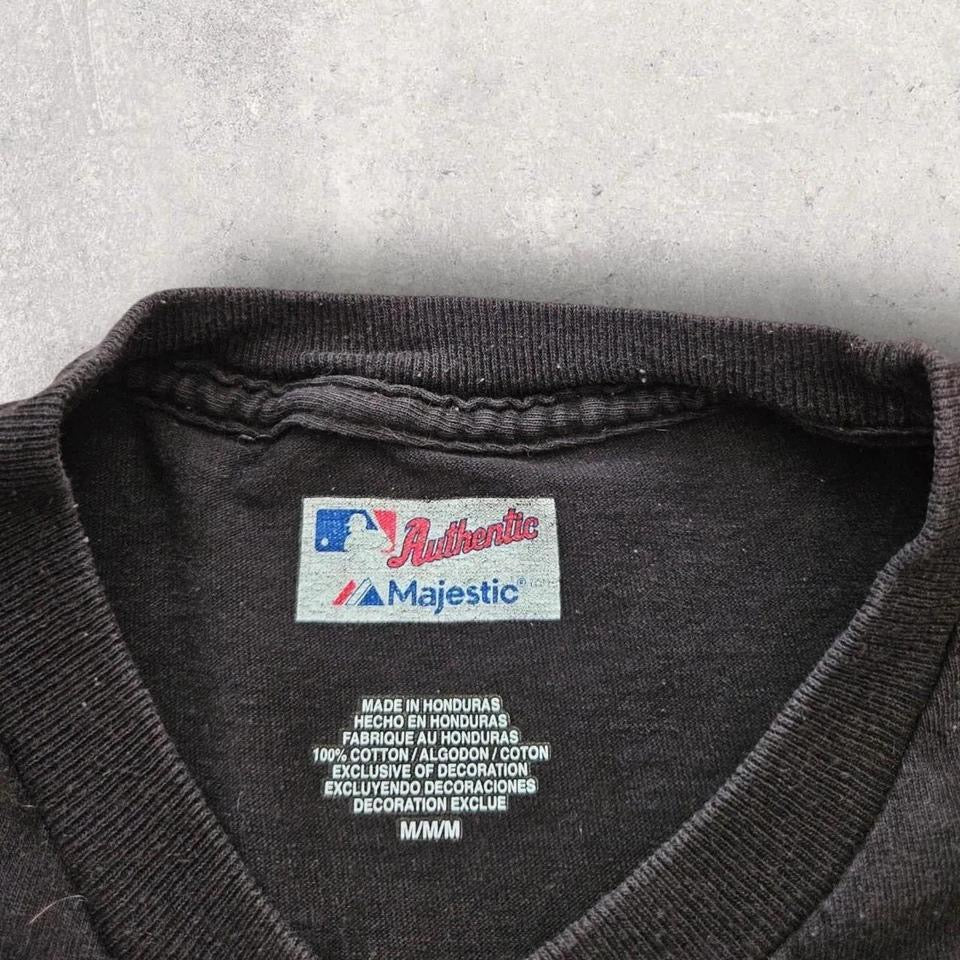 Authentic
Majestic®
MADE IN HONDURAS
HECHO EN HONDURAS
FABRIQUE AU HONDURAS
100% COTTON / ALGODON / COTON
EXCLUSIVE OF DECORATION
EXCLUYENDO DECORACIONES
DECORATION EXCLUE
M/M/M